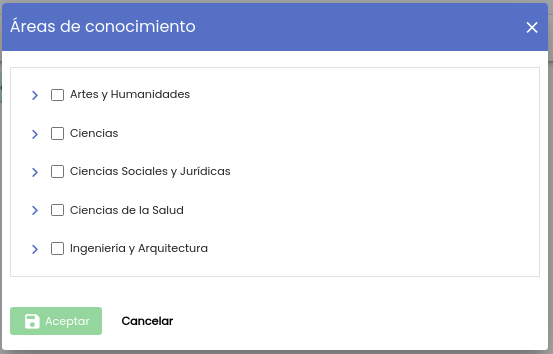 Áreas de conocimiento
Artes y Humanidades
Ciencias
Ciencias Sociales y Jurídicas
Ciencias de la Salud
Ingeniería y Arquitectura
Aceptar Cancelar